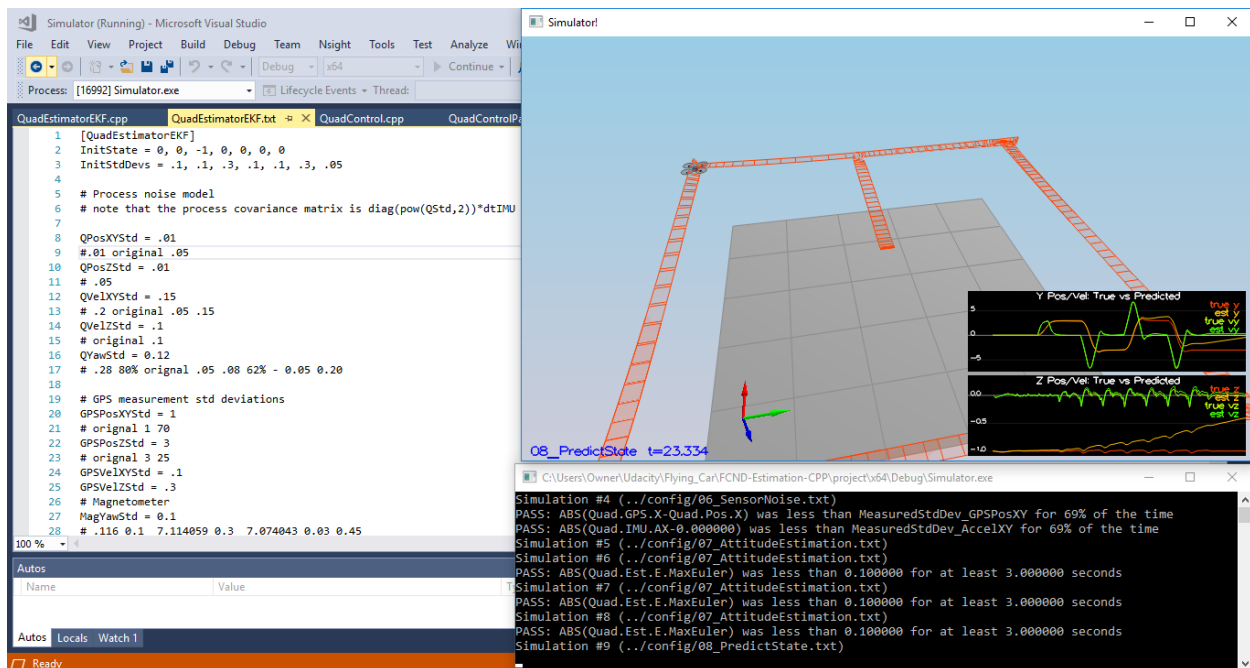 Simulator (Running) - Microsoft Visual Studio
File Edit View Project Build Debug Team Nsight Tools Test Analyze
Debug x64 Continue
Process: [16992] Simulator.exe Lifecycle Events Thread:
QuadEstimatorEKF.cpp QuadEstimatorEKF.txt QuadControl.cpp
1 [QuadEstimatorEKF]
2 InitState = 0, 0, -1, 0, 0, 0, 0
3 InitStdDevs = .1, .1, .3, .1, .1, .3, .05
4
5 # Process noise model
6 # note that the process covariance matrix is diag(pow(QStd,2))*dtIMU
7
8 QPosXYStd = .01
9 #.01 original .05
10 QPosZStd = .01
11 # .05
12 QVelXYStd = .15
13 # .2 original .05 .15
14 QVelZStd = .1
15 # original .1
16 QYawStd = 0.12
17 # .28 80% orignal .05 .08 62% - 0.05 0.20
18
19 # GPS measurement std deviations
20 GPSPosXYStd = 1
21 # orignal 1 70
22 GPSPosZStd = 3
23 # orignal 3 25
24 GPSVelXYStd = .1
25 GPSVelZStd = .3
26 # Magnetometer
27 MagYawStd = 0.1
28 # .116 0.1 7.114059 0.3 7.074043 0.03 0.45
100 %
Autos
Name Value
Autos Locals Watch 1
Ready
Simulator!
Y Pos/Vel: True vs Predicted
true y
est y
true vy
est vy
5
0
-5
Z Pos/Vel: True vs Predicted
true z
est z
true vz
est vz
0.0
-0.5
-1.0
08_PredictState t=23.334
C:\Users\Owner\Udacity\Flying_Car\FCND-Estimation-CPP\project\x64\Debug\Simulator.exe
Simulation #4 (../config/06_SensorNoise.txt)
PASS: ABS(Quad.GPS.X-Quad.Pos.X) was less than MeasuredStdDev_GPSPosXY for 69% of the time
PASS: ABS(Quad.IMU.AX-0.000000) was less than MeasuredStdDev_AccelXY for 69% of the time
Simulation #5 (../config/07_AttitudeEstimation.txt)
Simulation #6 (../config/07_AttitudeEstimation.txt)
PASS: ABS(Quad.Est.E.MaxEuler) was less than 0.100000 for at least 3.000000 seconds
Simulation #7 (../config/07_AttitudeEstimation.txt)
PASS: ABS(Quad.Est.E.MaxEuler) was less than 0.100000 for at least 3.000000 seconds
Simulation #8 (../config/07_AttitudeEstimation.txt)
PASS: ABS(Quad.Est.E.MaxEuler) was less than 0.100000 for at least 3.000000 seconds
Simulation #9 (../config/08_PredictState.txt)